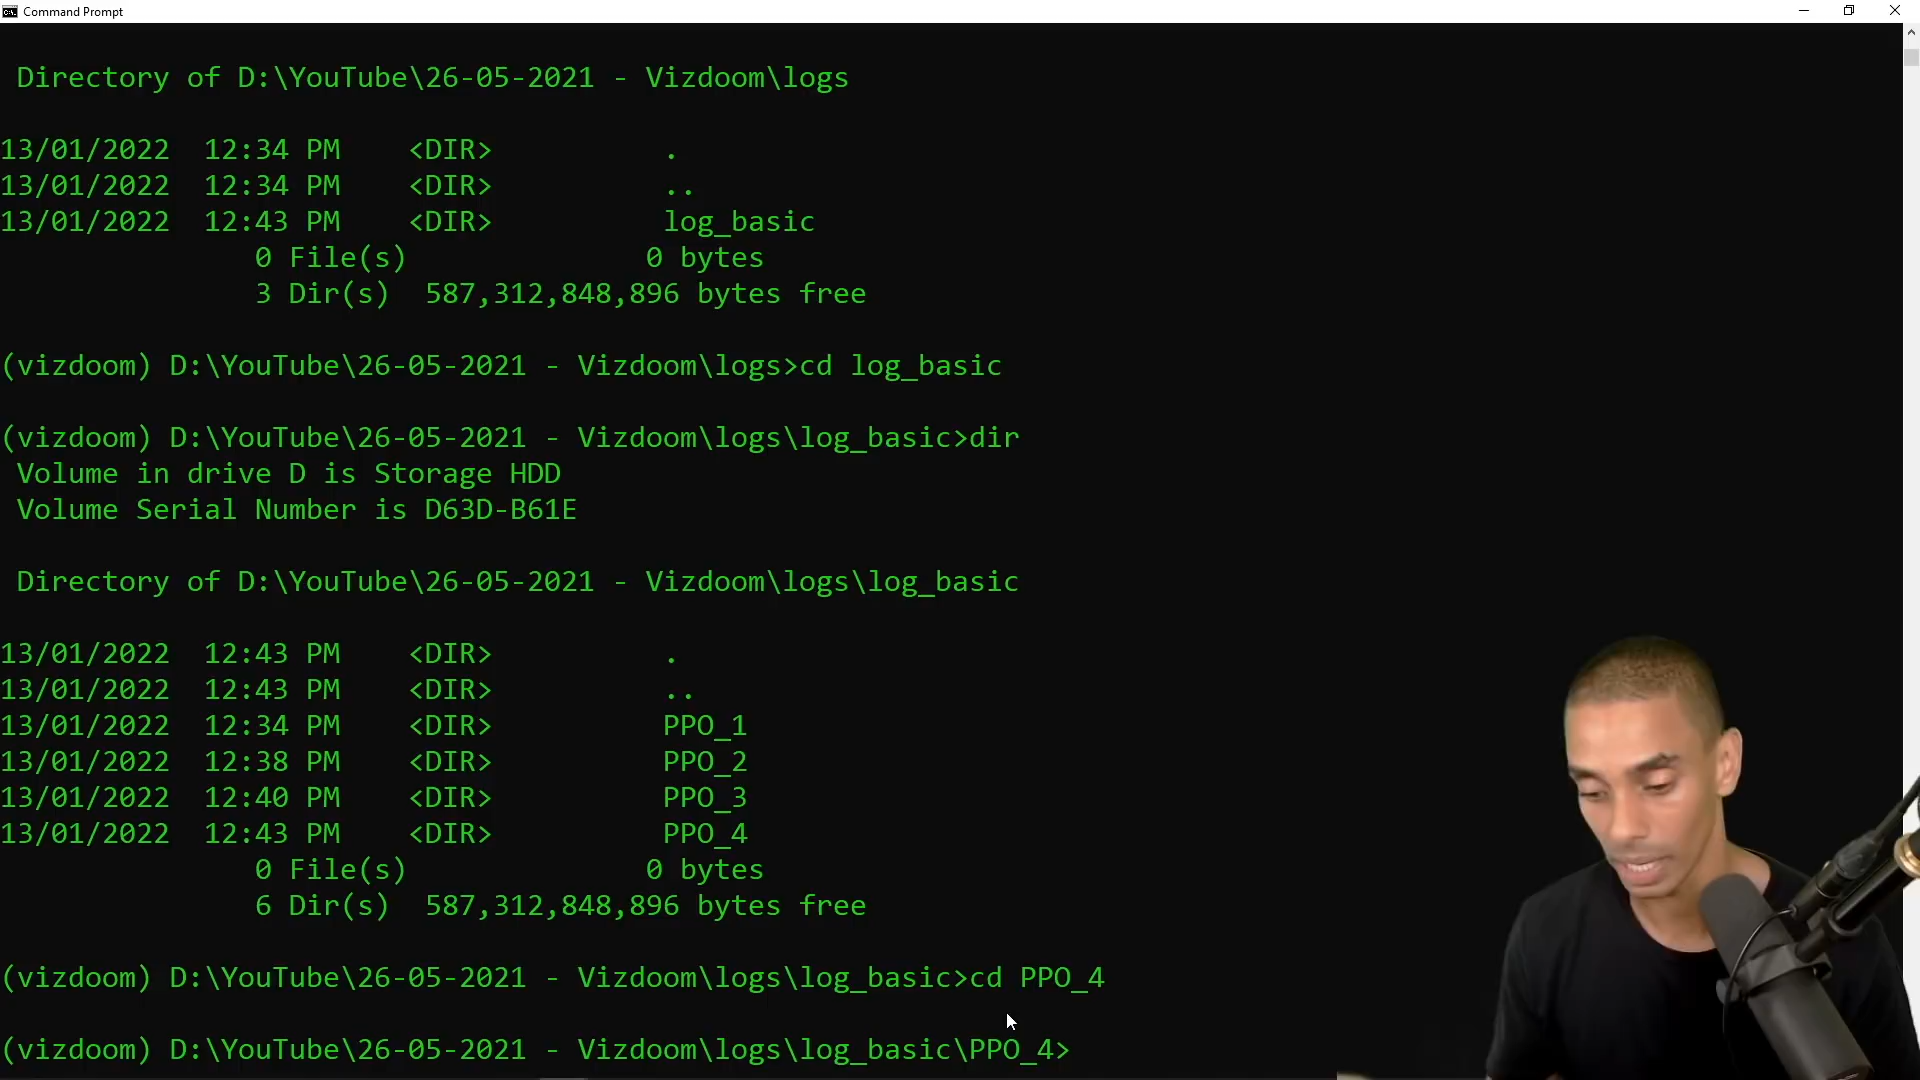 Command Prompt
Directory of D:\YouTube\26-05-2021 - Vizdoom\logs
13/01/2022  12:34 PM    <DIR>          .
13/01/2022  12:34 PM    <DIR>          ..
13/01/2022  12:43 PM    <DIR>          log_basic
0 File(s)              0 bytes
3 Dir(s)  587,312,848,896 bytes free
(vizdoom) D:\YouTube\26-05-2021 - Vizdoom\logs>cd log_basic
(vizdoom) D:\YouTube\26-05-2021 - Vizdoom\logs\log_basic>dir
Volume in drive D is Storage HDD
Volume Serial Number is D63D-B61E
Directory of D:\YouTube\26-05-2021 - Vizdoom\logs\log_basic
13/01/2022  12:43 PM    <DIR>          .
13/01/2022  12:43 PM    <DIR>          ..
13/01/2022  12:34 PM    <DIR>          PPO_1
13/01/2022  12:38 PM    <DIR>          PPO_2
13/01/2022  12:40 PM    <DIR>          PPO_3
13/01/2022  12:43 PM    <DIR>          PPO_4
0 File(s)              0 bytes
6 Dir(s)  587,312,848,896 bytes free
(vizdoom) D:\YouTube\26-05-2021 - Vizdoom\logs\log_basic>cd PPO_4
(vizdoom) D:\YouTube\26-05-2021 - Vizdoom\logs\log_basic\PPO_4>